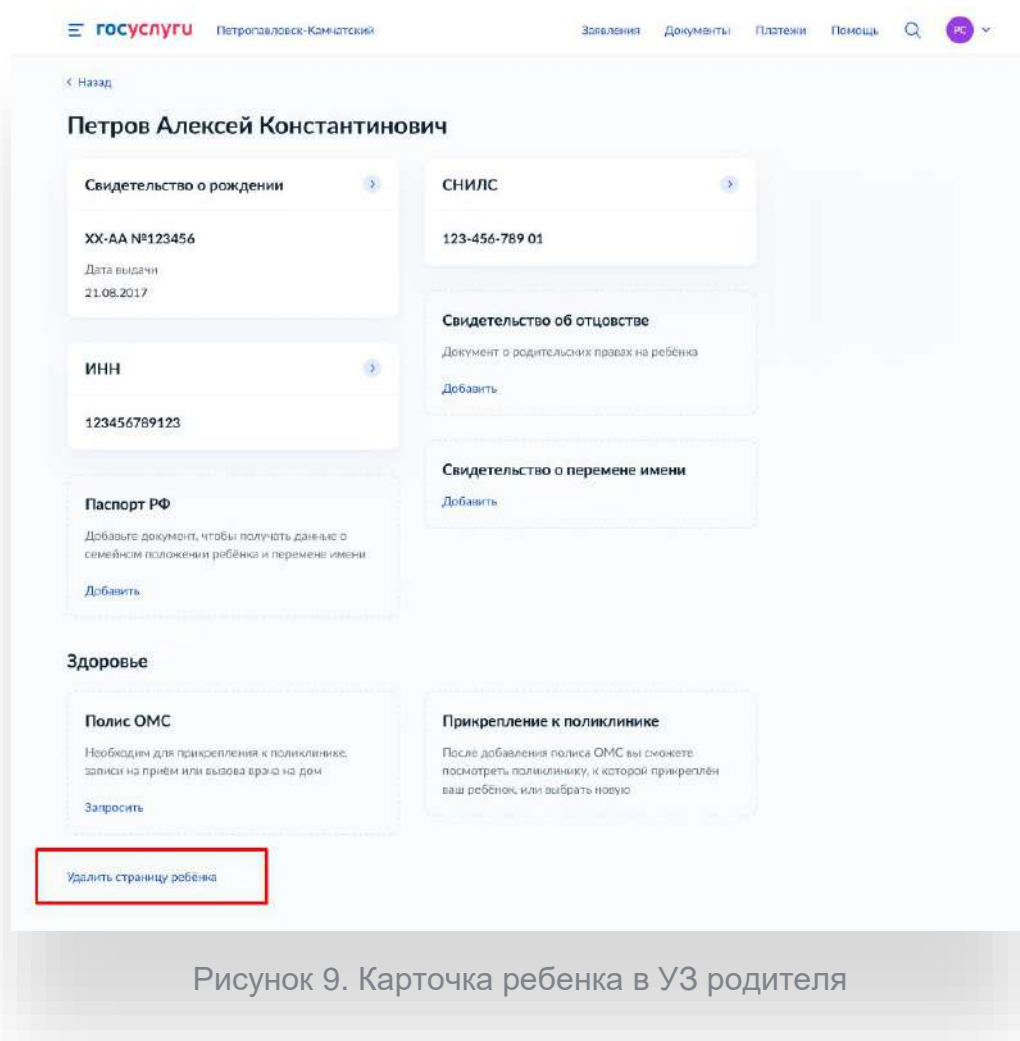 госуслуги Петропавловск-Камчатский Заявления Документы Платежи Помощь РС
Назад
Петров Алексей Константинович
Свидетельство о рождении
XX-AA №123456
Дата выдачи
21.08.2017
СНИЛС
123-456-789 01
Свидетельство об отцовстве
Документ о родительских правах на ребёнка
Добавить
ИНН
123456789123
Свидетельство о перемене имени
Добавить
Паспорт РФ
Добавьте документ, чтобы получать данные о
семейном положении ребёнка и перемене имени
Добавить
Здоровье
Полис ОМС
Необходим для прикрепления к поликлинике,
записи на приём или вызова врача на дом
Запросить
Прикрепление к поликлинике
После добавления полиса ОМС вы сможете
посмотреть поликлинику, к которой прикреплён
ваш ребёнок, или выбрать новую
Удалить страницу ребёнка
Рисунок 9. Карточка ребенка в УЗ родителя